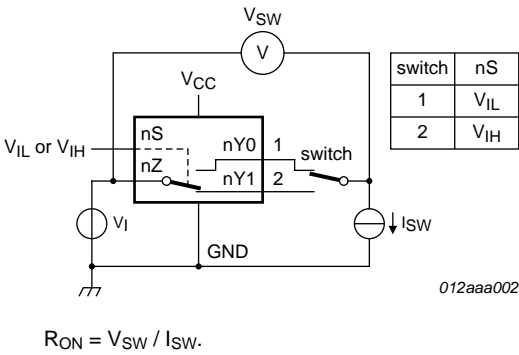 VSW
V
VCC
switch nS
1 VIL
2 VIH
nS
nY0 1
switch
VIL or VIH
nZ
nY1 2
VI
ISW
GND
012aaa002
RON = VSW / ISW.